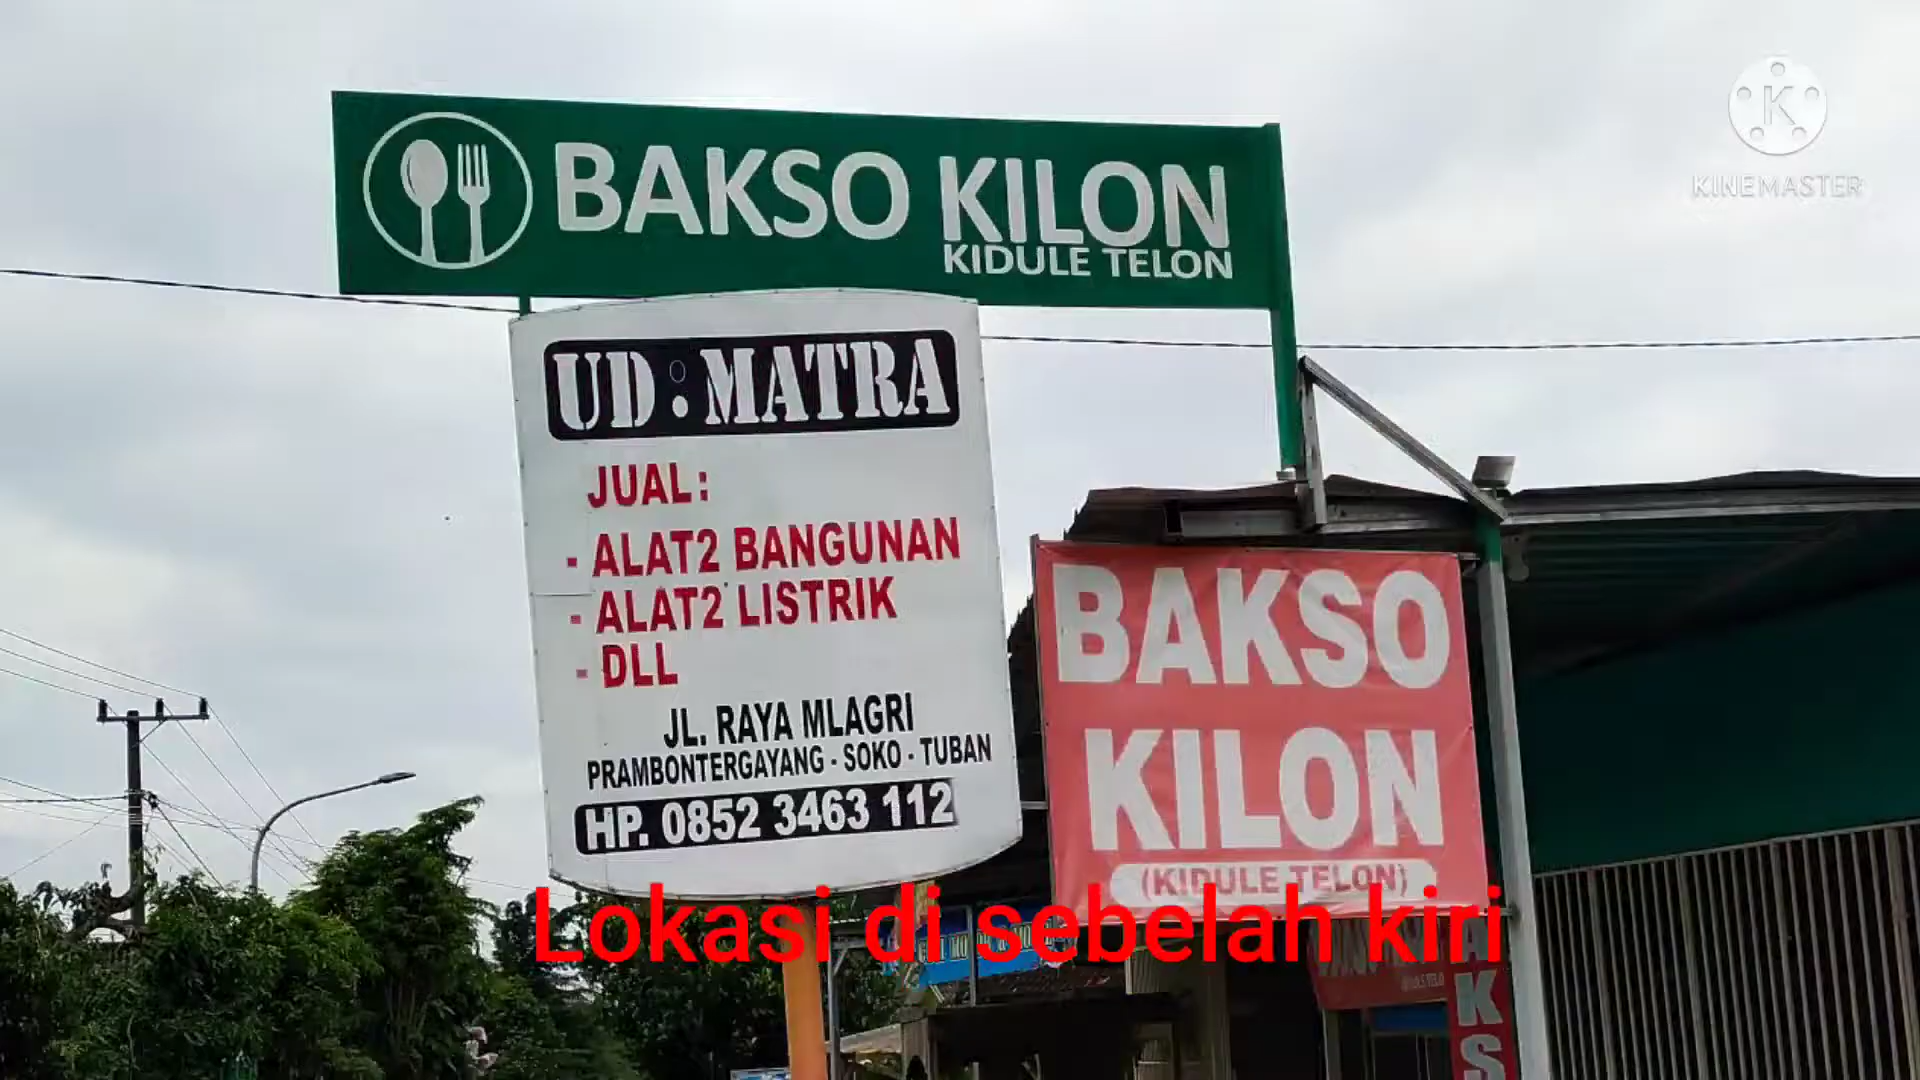 BAKSO KILON
KIDULE TELON
K
KINEMASTER
UD : MATRA
JUAL :
- ALAT2 BANGUNAN
- ALAT2 LISTRIK
- DLL
JL. RAYA MLAGRI
PRAMBONTERGAYANG - SOKO - TUBAN
HP. 0852 3463 112
BAKSO
KILON
(KIDULE TELON)
Lokasi di sebelah kiri